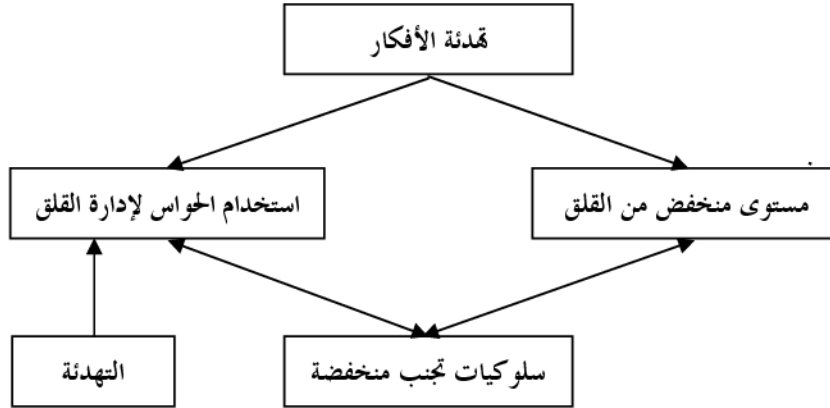 تهدئة الأفكار
استخدام الحواس لإدارة القلق
مستوى منخفض من القلق
التهدئة
سلوكيات تجنب منخفضة